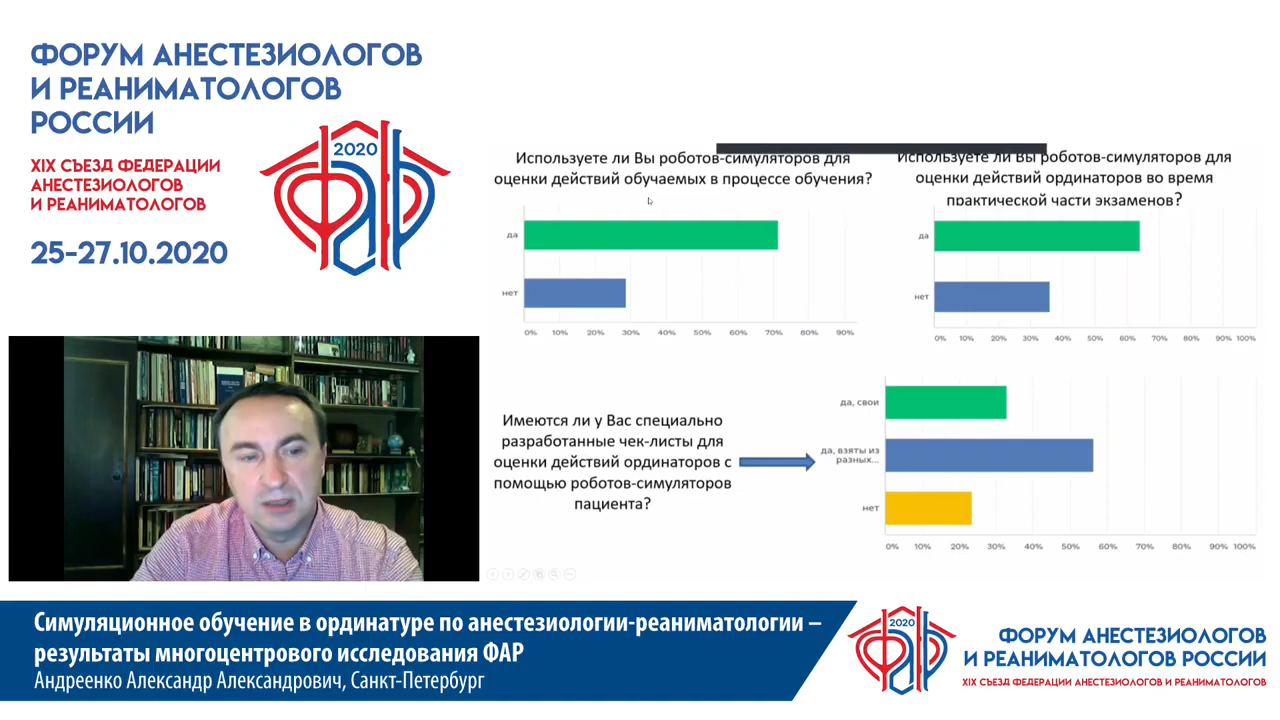 ФОРУМ АНЕСТЕЗИОЛОГОВ
И РЕАНИМАТОЛОГОВ
РОССИИ
XIX СЪЕЗД ФЕДЕРАЦИИ
АНЕСТЕЗИОЛОГОВ
И РЕАНИМАТОЛОГОВ
25-27.10.2020
2020
ФАР
Используете ли Вы роботов-симуляторов для
оценки действий обучаемых в процессе обучения?
да
нет
0% 10% 20% 30% 40% 50% 60% 70% 80% 90%
Используете ли Вы роботов-симуляторов для
оценки действий ординаторов во время
практической части экзаменов?
да
нет
0% 10% 20% 30% 40% 50% 60% 70% 80% 90% 100%
Имеются ли у Вас специально
разработанные чек-листы для
оценки действий ординаторов с
помощью роботов-симуляторов
пациента?
да, свои
да, взяты из
разных...
нет
0% 10% 20% 30% 40% 50% 60% 70% 80% 90% 100%
Симуляционное обучение в ординатуре по анестезиологии-реаниматологии –
результаты многоцентрового исследования ФАР
Андреенко Александр Александрович, Санкт-Петербург
2020
ФАР
ФОРУМ АНЕСТЕЗИОЛОГОВ
И РЕАНИМАТОЛОГОВ РОССИИ
XIX СЪЕЗД ФЕДЕРАЦИИ АНЕСТЕЗИОЛОГОВ И РЕАНИМАТОЛОГОВ